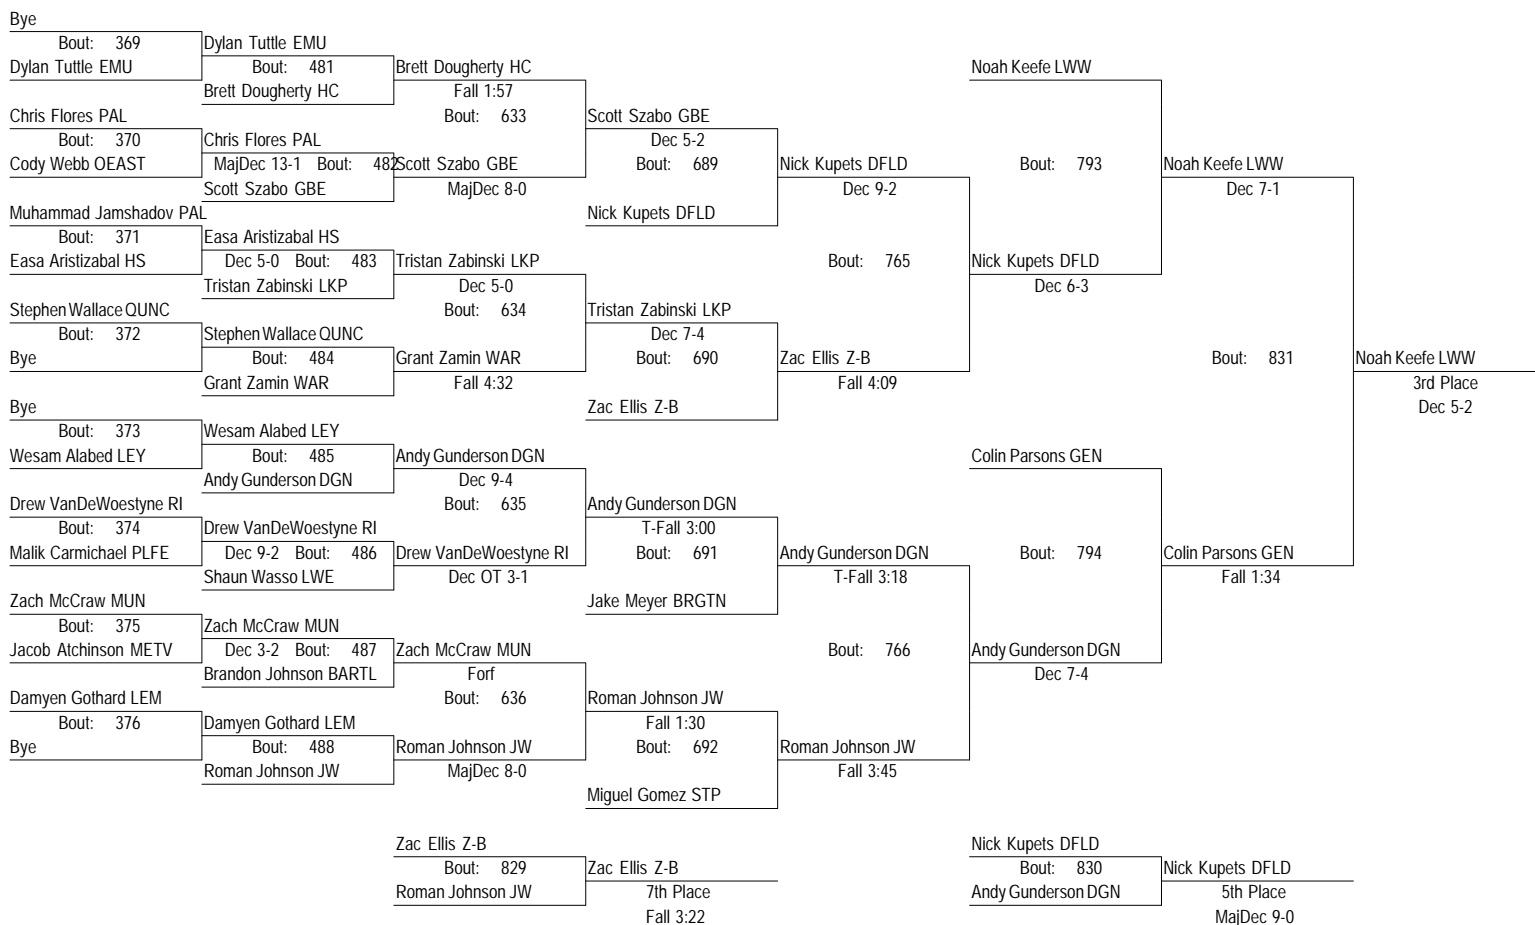 Bye
Bout: 369
Dylan Tuttle EMU
Dylan Tuttle EMU
Bout: 481
Brett Dougherty HC
Brett Dougherty HC
Fall 1:57
Bout: 633
Chris Flores PAL
Bout: 370
Cody Webb OEAST
Chris Flores PAL
MajDec 13-1 Bout: 482
Scott Szabo GBE
Scott Szabo GBE
MajDec 8-0
Scott Szabo GBE
Dec 5-2
Bout: 689
Nick Kupets DFLD
Muhammad Jamshadov PAL
Bout: 371
Easa Aristizabal HS
Easa Aristizabal HS
Dec 5-0 Bout: 483
Tristan Zabinski LKP
Tristan Zabinski LKP
Dec 5-0
Bout: 634
Stephen Wallace QUNC
Bout: 372
Bye
Stephen Wallace QUNC
Bout: 484
Grant Zamin WAR
Grant Zamin WAR
Fall 4:32
Tristan Zabinski LKP
Dec 7-4
Bout: 690
Zac Ellis Z-B
Nick Kupets DFLD
Dec 9-2
Bout: 765
Zac Ellis Z-B
Fall 4:09
Noah Keefe LWW
Bout: 793
Nick Kupets DFLD
Dec 6-3
Noah Keefe LWW
Dec 7-1
Bye
Bout: 373
Wesam Alabed LEY
Wesam Alabed LEY
Bout: 485
Andy Gunderson DGN
Andy Gunderson DGN
Dec 9-4
Bout: 635
Drew VanDeWoestyne RI
Bout: 374
Malik Carmichael PLFE
Drew VanDeWoestyne RI
Dec 9-2 Bout: 486
Shaun Wasso LWE
Drew VanDeWoestyne RI
Dec OT 3-1
Andy Gunderson DGN
T-Fall 3:00
Bout: 691
Jake Meyer BRGTN
Zach McCraw MUN
Bout: 375
Jacob Atchinson METV
Zach McCraw MUN
Dec 3-2 Bout: 487
Brandon Johnson BARTL
Zach McCraw MUN
Forf
Bout: 636
Damyen Gothard LEM
Bout: 376
Bye
Damyen Gothard LEM
Bout: 488
Roman Johnson JW
Roman Johnson JW
MajDec 8-0
Roman Johnson JW
Fall 1:30
Bout: 692
Miguel Gomez STP
Andy Gunderson DGN
T-Fall 3:18
Bout: 766
Roman Johnson JW
Fall 3:45
Colin Parsons GEN
Bout: 794
Andy Gunderson DGN
Dec 7-4
Colin Parsons GEN
Fall 1:34
Bout: 831
Noah Keefe LWW
3rd Place
Dec 5-2
Zac Ellis Z-B
Bout: 829
Roman Johnson JW
Zac Ellis Z-B
7th Place
Fall 3:22
Nick Kupets DFLD
Bout: 830
Andy Gunderson DGN
Nick Kupets DFLD
5th Place
MajDec 9-0